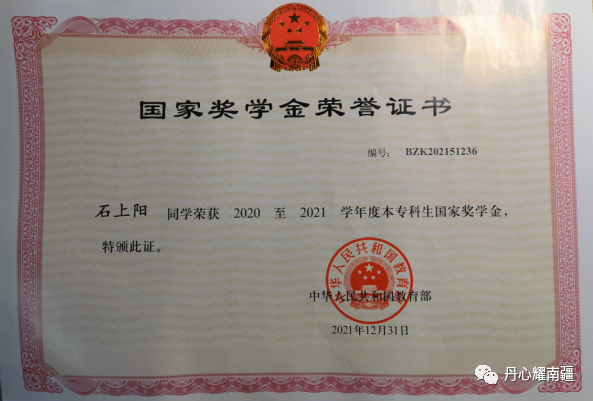 国家奖学金荣誉证书
编号： BZK202151236
石上阳 同学荣获 2020 至 2021 学年度本专科生国家奖学金，
特颁此证。
中华人民共和国教育部
中华人民共和国教育部
2021年12月31日
丹心耀南疆